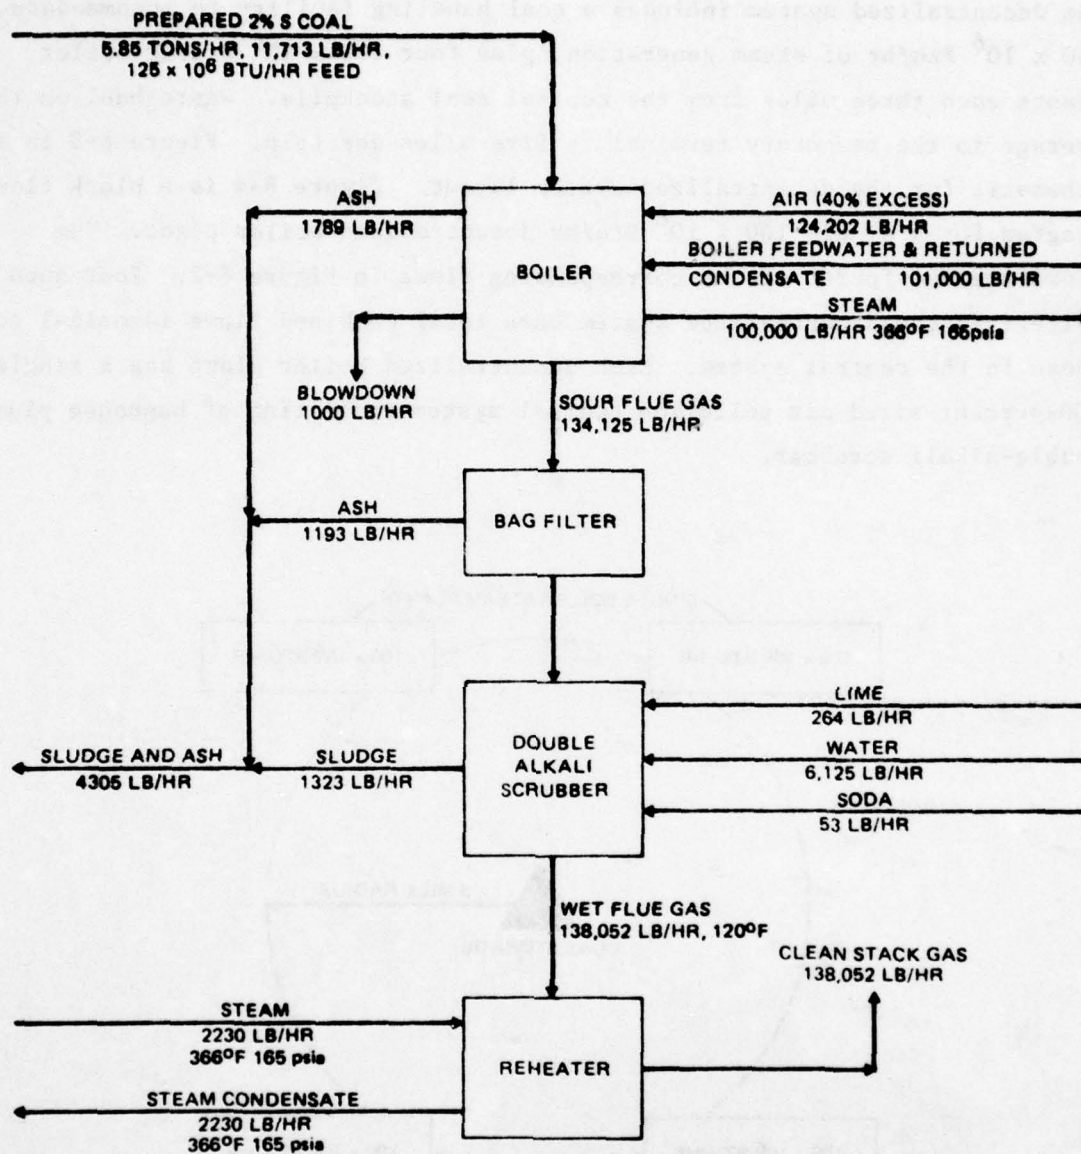 PREPARED 2% S COAL
5.85 TONS/HR, 11,713 LB/HR,
125 x 10⁶ BTU/HR FEED
ASH
1789 LB/HR
AIR (40% EXCESS)
124,202 LB/HR
BOILER FEEDWATER & RETURNED
CONDENSATE 101,000 LB/HR
BOILER
STEAM
100,000 LB/HR 366°F 165psia
BLOWDOWN
1000 LB/HR
SOUR FLUE GAS
134,125 LB/HR
ASH
1193 LB/HR
BAG FILTER
LIME
264 LB/HR
DOUBLE
ALKALI
SCRUBBER
WATER
6,125 LB/HR
SLUDGE AND ASH
4305 LB/HR
SLUDGE
1323 LB/HR
SODA
53 LB/HR
WET FLUE GAS
138,052 LB/HR, 120°F
CLEAN STACK GAS
138,052 LB/HR
STEAM
2230 LB/HR
366°F 165 psia
REHEATER
STEAM CONDENSATE
2230 LB/HR
366°F 165 psia